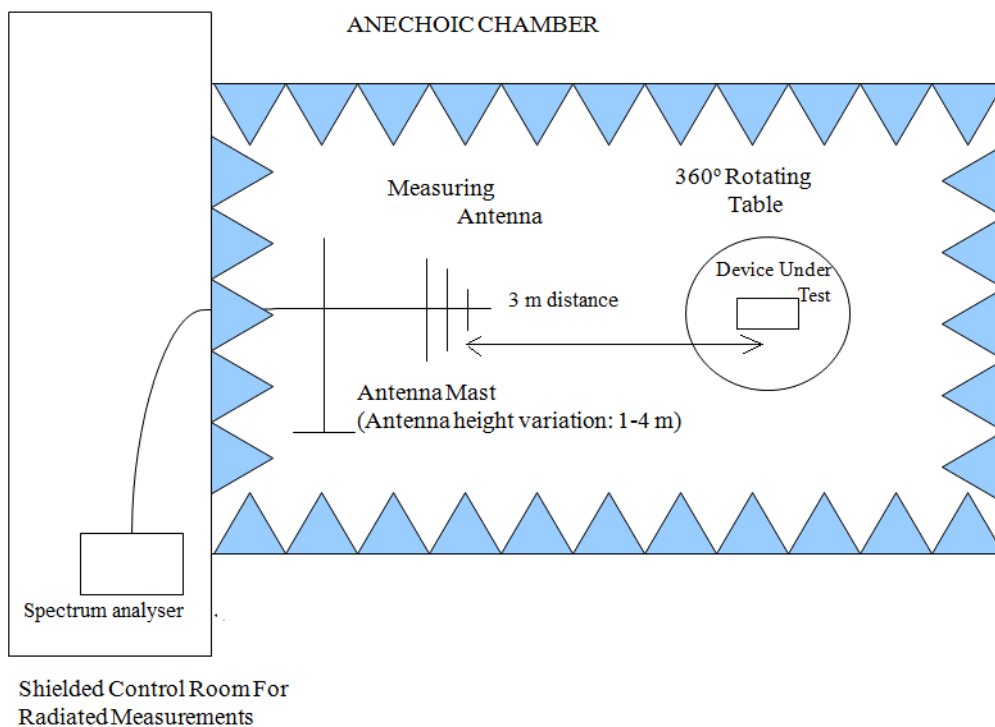 ANECHOIC CHAMBER
Measuring
Antenna
360º Rotating
Table
Device Under
Test
3 m distance
Antenna Mast
(Antenna height variation: 1-4 m)
Spectrum analyser
Shielded Control Room For
Radiated Measurements